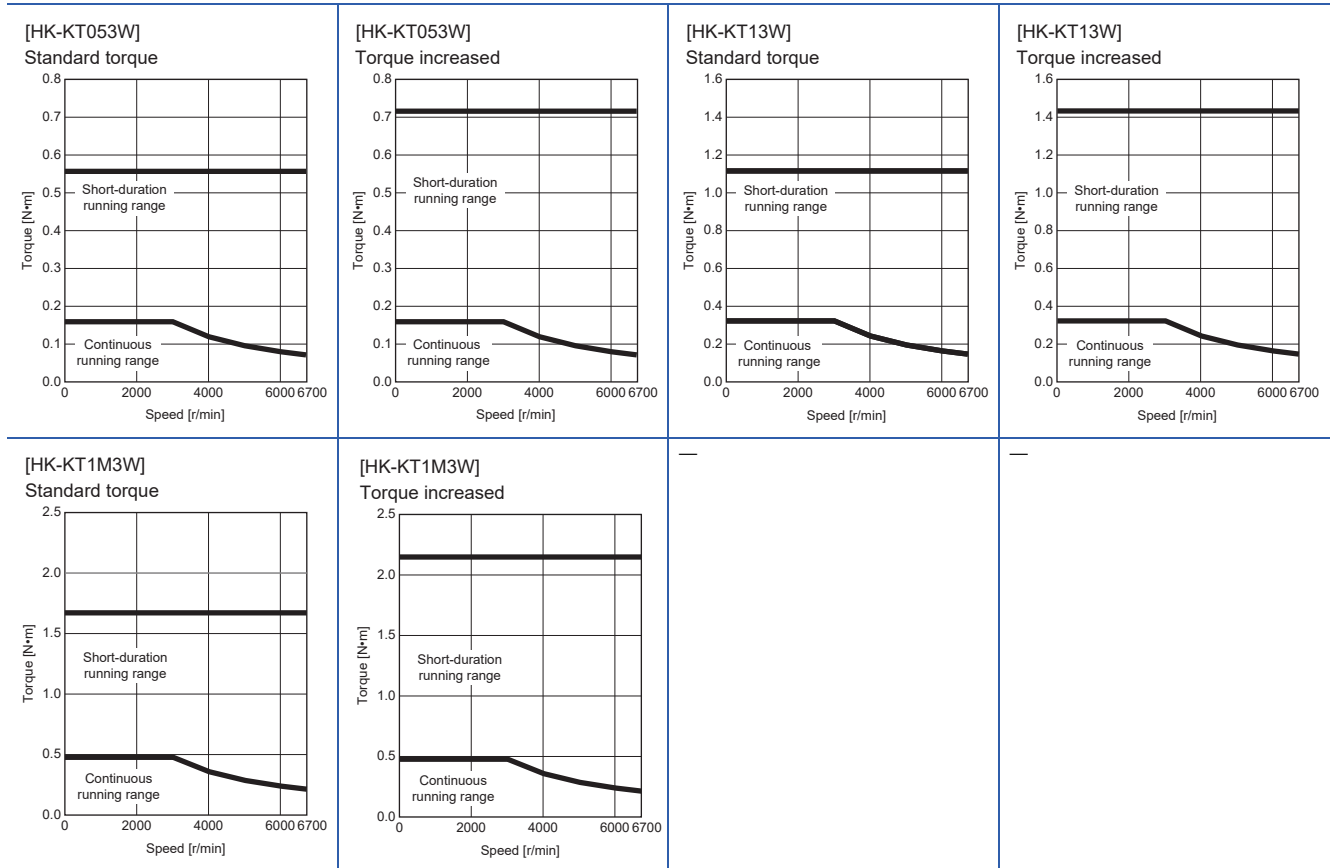 [HK-KT053W]
Standard torque
0.8
0.7
0.6
0.5
0.4
0.3
0.2
0.1
0.0
Torque [N•m]
Short-duration
running range
Continuous
running range
0 2000 4000 6000 6700
Speed [r/min]
[HK-KT053W]
Torque increased
0.8
0.7
0.6
0.5
0.4
0.3
0.2
0.1
0.0
Torque [N•m]
Short-duration
running range
Continuous
running range
0 2000 4000 6000 6700
Speed [r/min]
[HK-KT13W]
Standard torque
1.6
1.4
1.2
1.0
0.8
0.6
0.4
0.2
0.0
Torque [N•m]
Short-duration
running range
Continuous
running range
0 2000 4000 6000 6700
Speed [r/min]
[HK-KT13W]
Torque increased
1.6
1.4
1.2
1.0
0.8
0.6
0.4
0.2
0.0
Torque [N•m]
Short-duration
running range
Continuous
running range
0 2000 4000 6000 6700
Speed [r/min]
[HK-KT1M3W]
Standard torque
2.5
2.0
1.5
1.0
0.5
0.0
Torque [N•m]
Short-duration
running range
Continuous
running range
0 2000 4000 6000 6700
Speed [r/min]
[HK-KT1M3W]
Torque increased
2.5
2.0
1.5
1.0
0.5
0.0
Torque [N•m]
Short-duration
running range
Continuous
running range
0 2000 4000 6000 6700
Speed [r/min]
—
—